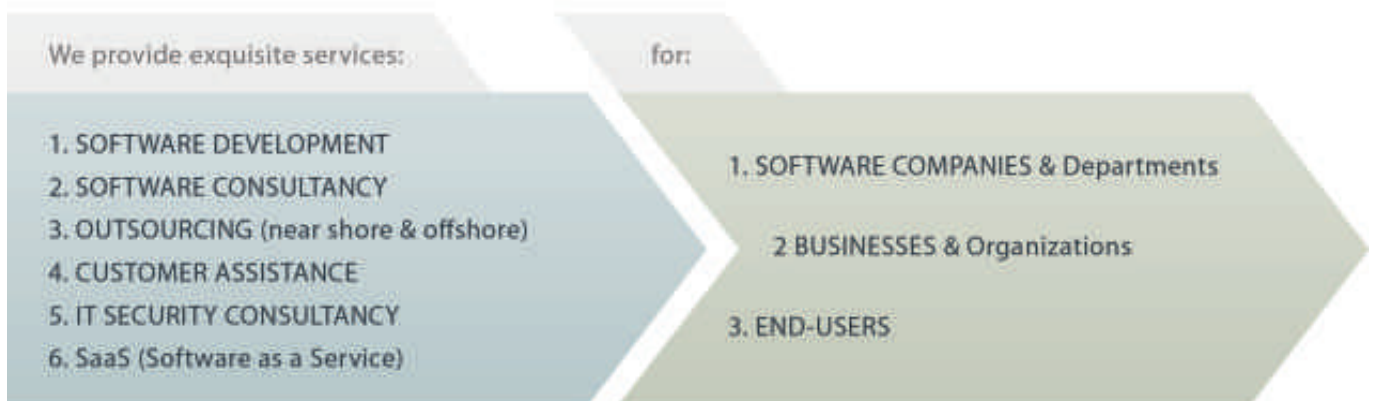 We provide exquisite services:
1. SOFTWARE DEVELOPMENT
2. SOFTWARE CONSULTANCY
3. OUTSOURCING (near shore & offshore)
4. CUSTOMER ASSISTANCE
5. IT SECURITY CONSULTANCY
6. SaaS (Software as a Service)
for:
1. SOFTWARE COMPANIES & Departments
2 BUSINESSES & Organizations
3. END-USERS